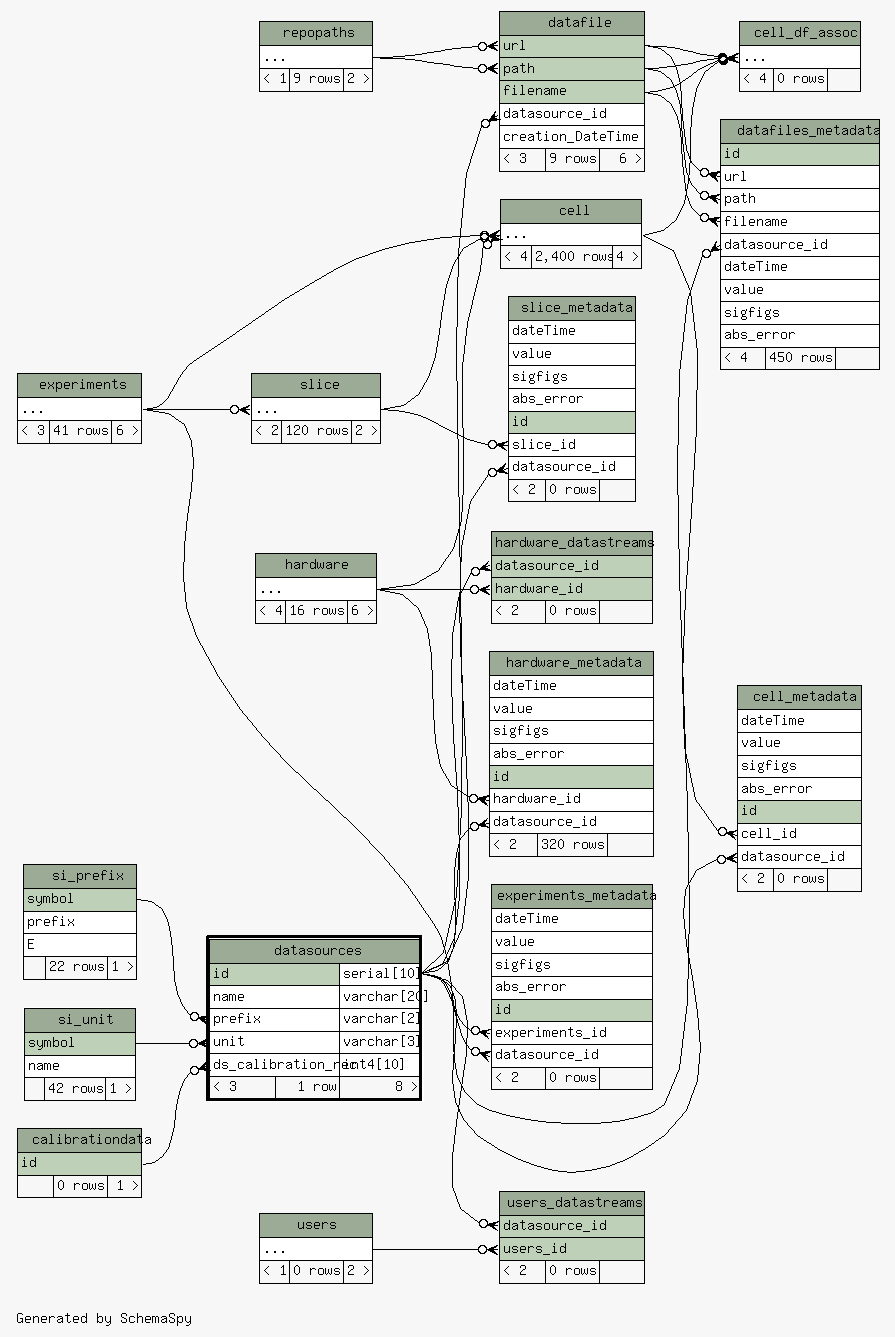 repopaths
...
< 1 9 rows 2 >
datafile
url
path
filename
datasource_id
creation_DateTime
< 3 9 rows 6 >
cell_df_assoc
...
< 4 0 rows
datafiles_metadata
id
url
path
filename
datasource_id
dateTime
value
sigfigs
abs_error
< 4 450 rows
cell
...
< 4 2,400 rows 4 >
slice_metadata
dateTime
value
sigfigs
abs_error
id
slice_id
datasource_id
< 2 0 rows
experiments
...
< 3 41 rows 6 >
slice
...
< 2 120 rows 2 >
hardware
...
< 4 16 rows 6 >
hardware_datastreams
datasource_id
hardware_id
< 2 0 rows
hardware_metadata
dateTime
value
sigfigs
abs_error
id
hardware_id
datasource_id
< 2 320 rows
cell_metadata
dateTime
value
sigfigs
abs_error
id
cell_id
datasource_id
< 2 0 rows
experiments_metadata
dateTime
value
sigfigs
abs_error
id
experiments_id
datasource_id
< 2 0 rows
si_prefix
symbol
prefix
E
22 rows 1 >
si_unit
symbol
name
42 rows 1 >
calibrationdata
id
0 rows 1 >
datasources
id serial[10]
name varchar[20]
prefix varchar[2]
unit varchar[3]
int4[10]
< 3 1 row 8 >
users
...
< 1 0 rows 2 >
users_datastreams
datasource_id
users_id
< 2 0 rows
Generated by SchemaSpy